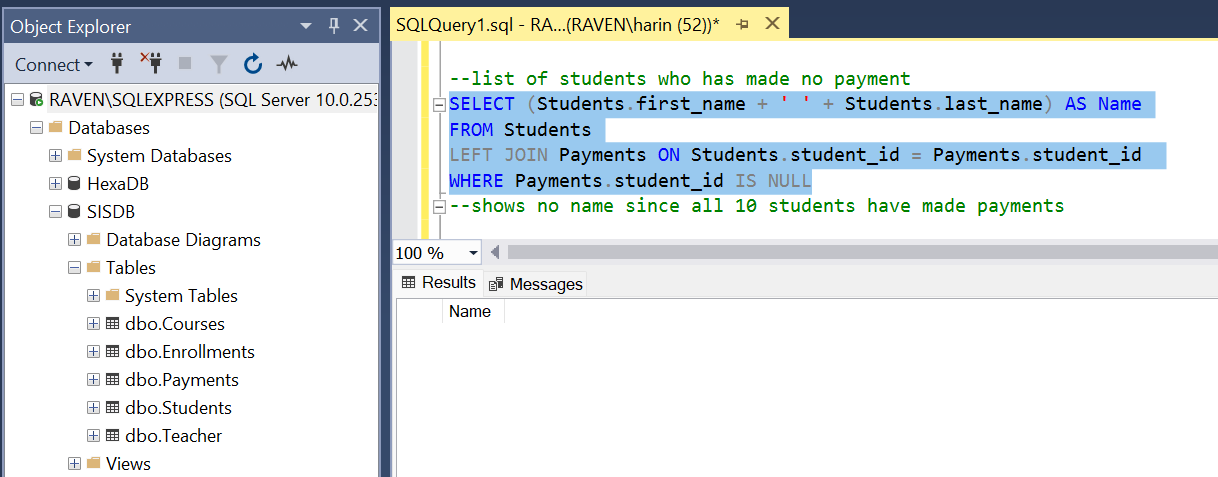 Object Explorer
Connect
RAVEN\SQLEXPRESS (SQL Server 10.0.253
Databases
System Databases
HexaDB
SISDB
Database Diagrams
Tables
System Tables
dbo.Courses
dbo.Enrollments
dbo.Payments
dbo.Students
dbo.Teacher
Views
SQLQuery1.sql - RA...(RAVEN\harin (52))*
--list of students who has made no payment
SELECT (Students.first_name + ' ' + Students.last_name) AS Name
FROM Students
LEFT JOIN Payments ON Students.student_id = Payments.student_id
WHERE Payments.student_id IS NULL
--shows no name since all 10 students have made payments
100 %
Results Messages
Name